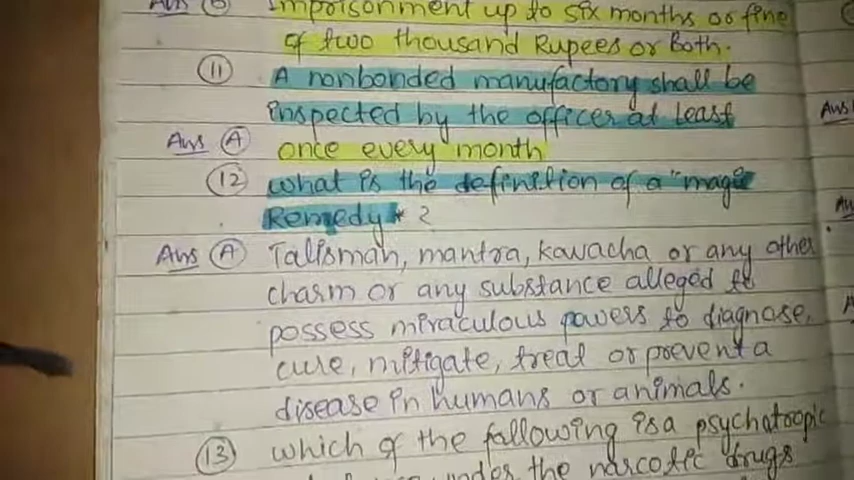 Ans B Imprisonment up to six months or fine
of two thousand Rupees or Both.
11 A nonbonded manufactory shall be
inspected by the officer at least
Ans A once every month
12 what is the definition of a "magic
Remedy" ?
Ans A Talisman, mantra, kawacha or any other
charm or any substance alleged to
possess miraculous powers to diagnose,
cure, mitigate, treat or prevent a
disease in humans or animals.
13 which of the following is a psychotropic
under the narcotic drugs
Ans